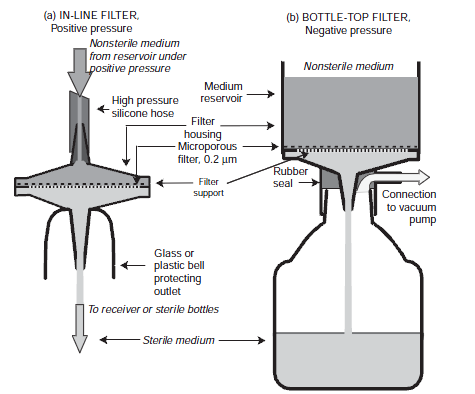 (a) IN-LINE FILTER,
Positive pressure
Nonsterile medium
from reservoir under
positive pressure
High pressure
silicone hose
(b) BOTTLE-TOP FILTER,
Negative pressure
Nonsterile medium
Medium
reservoir
Filter
housing
Microporous
filter, 0.2 µm
Filter
support
Rubber
seal
Connection
to vacuum
pump
Glass or
plastic bell
protecting
outlet
To receiver or sterile bottles
Sterile medium